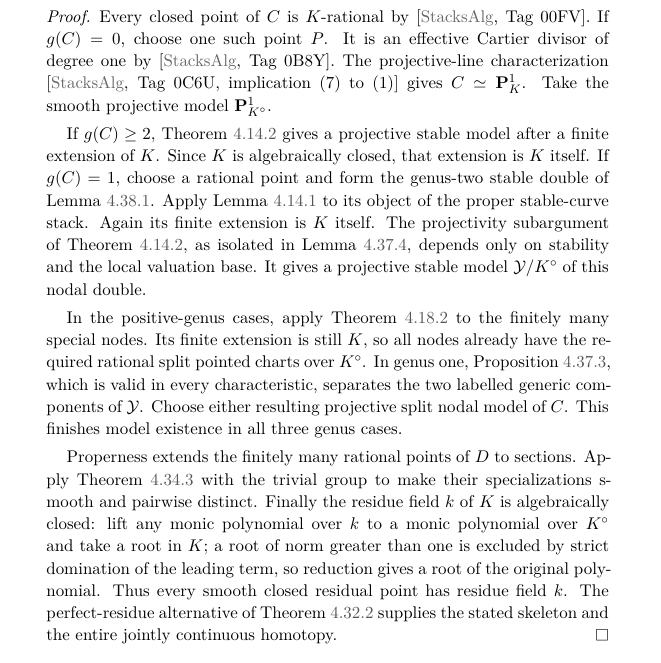 Proof. Every closed point of C is K-rational by [StacksAlg, Tag 00FV]. If
g(C) = 0, choose one such point P. It is an effective Cartier divisor of
degree one by [StacksAlg, Tag 0B8Y]. The projective-line characterization
[StacksAlg, Tag 0C6U, implication (7) to (1)] gives C ≃ P¹_K. Take the
smooth projective model P¹_{K°}.
If g(C) ≥ 2, Theorem 4.14.2 gives a projective stable model after a finite
extension of K. Since K is algebraically closed, that extension is K itself. If
g(C) = 1, choose a rational point and form the genus-two stable double of
Lemma 4.38.1. Apply Lemma 4.14.1 to its object of the proper stable-curve
stack. Again its finite extension is K itself. The projectivity subargument
of Theorem 4.14.2, as isolated in Lemma 4.37.4, depends only on stability
and the local valuation base. It gives a projective stable model 𝒴/K° of this
nodal double.
In the positive-genus cases, apply Theorem 4.18.2 to the finitely many
special nodes. Its finite extension is still K, so all nodes already have the re-
quired rational split pointed charts over K°. In genus one, Proposition 4.37.3,
which is valid in every characteristic, separates the two labelled generic com-
ponents of 𝒴. Choose either resulting projective split nodal model of C. This
finishes model existence in all three genus cases.
Properness extends the finitely many rational points of D to sections. Ap-
ply Theorem 4.34.3 with the trivial group to make their specializations s-
mooth and pairwise distinct. Finally the residue field k of K is algebraically
closed: lift any monic polynomial over k to a monic polynomial over K°
and take a root in K; a root of norm greater than one is excluded by strict
domination of the leading term, so reduction gives a root of the original poly-
nomial. Thus every smooth closed residual point has residue field k. The
perfect-residue alternative of Theorem 4.32.2 supplies the stated skeleton and
the entire jointly continuous homotopy. □